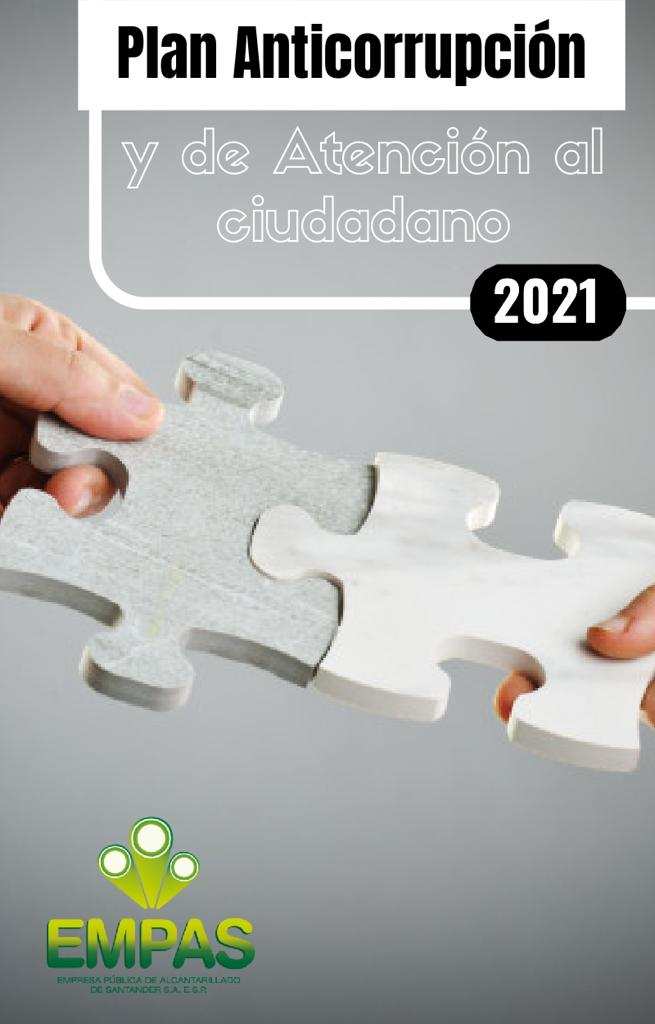 Plan Anticorrupción
y de Atención al
ciudadano
2021
EMPAS
EMPRESA PÚBLICA DE ALCANTARILLADO
DE SANTANDER S.A. E.S.P.